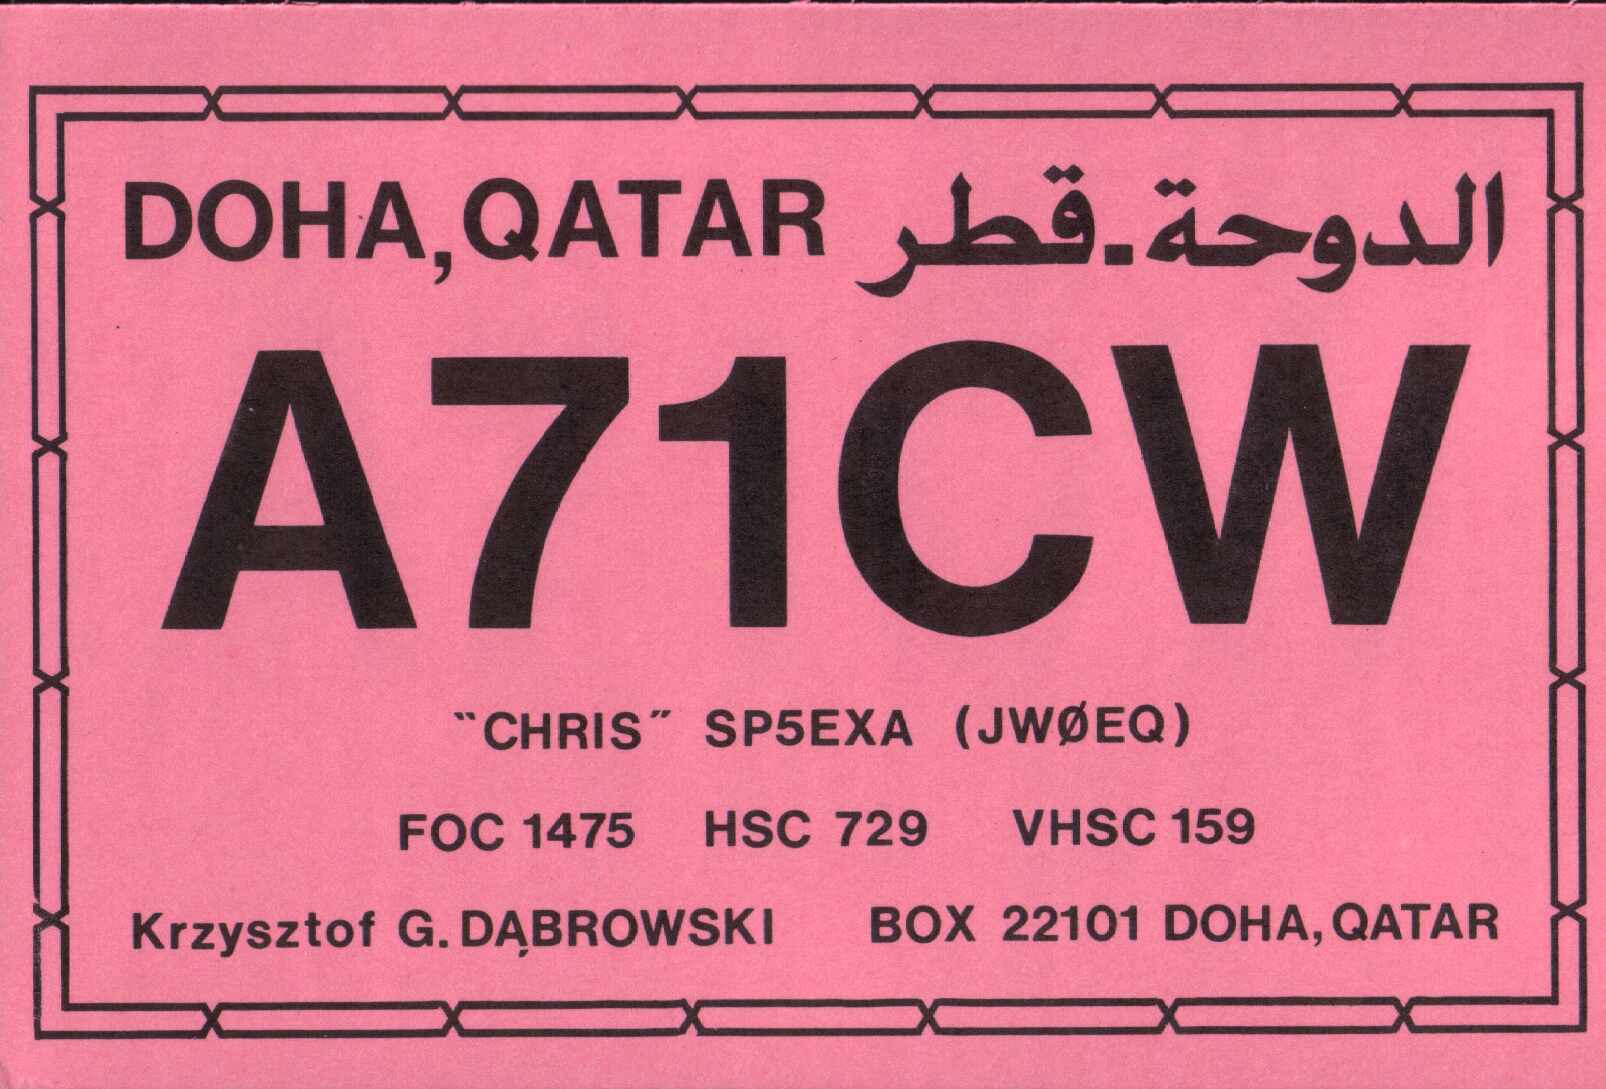 DOHA, QATAR الدوحة. قطر
A71CW
"CHRIS" SP5EXA (JWØEQ)
FOC 1475 HSC 729 VHSC 159
Krzysztof G. DĄBROWSKI BOX 22101 DOHA, QATAR